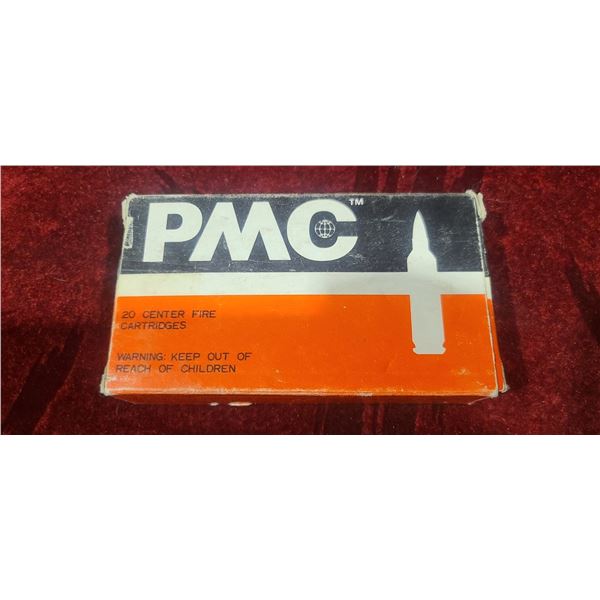 PMC™
20 CENTER FIRE
CARTRIDGES
WARNING: KEEP OUT OF
REACH OF CHILDREN